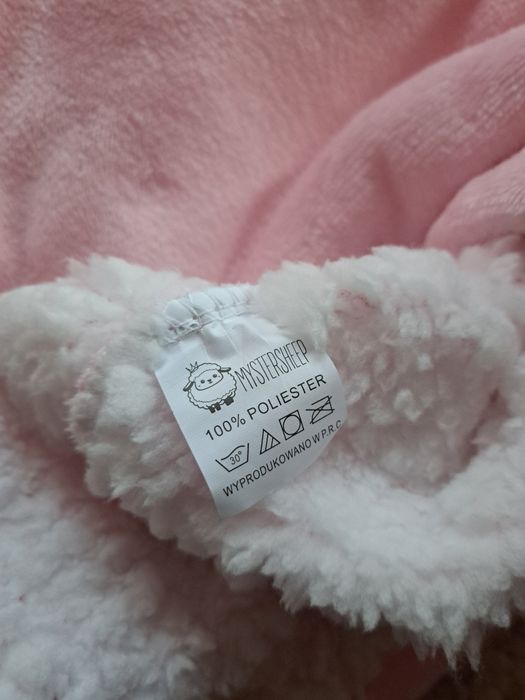 MYSTERSHEEP
100% POLIESTER
30°
WYPRODUKOWANO W P.R.C